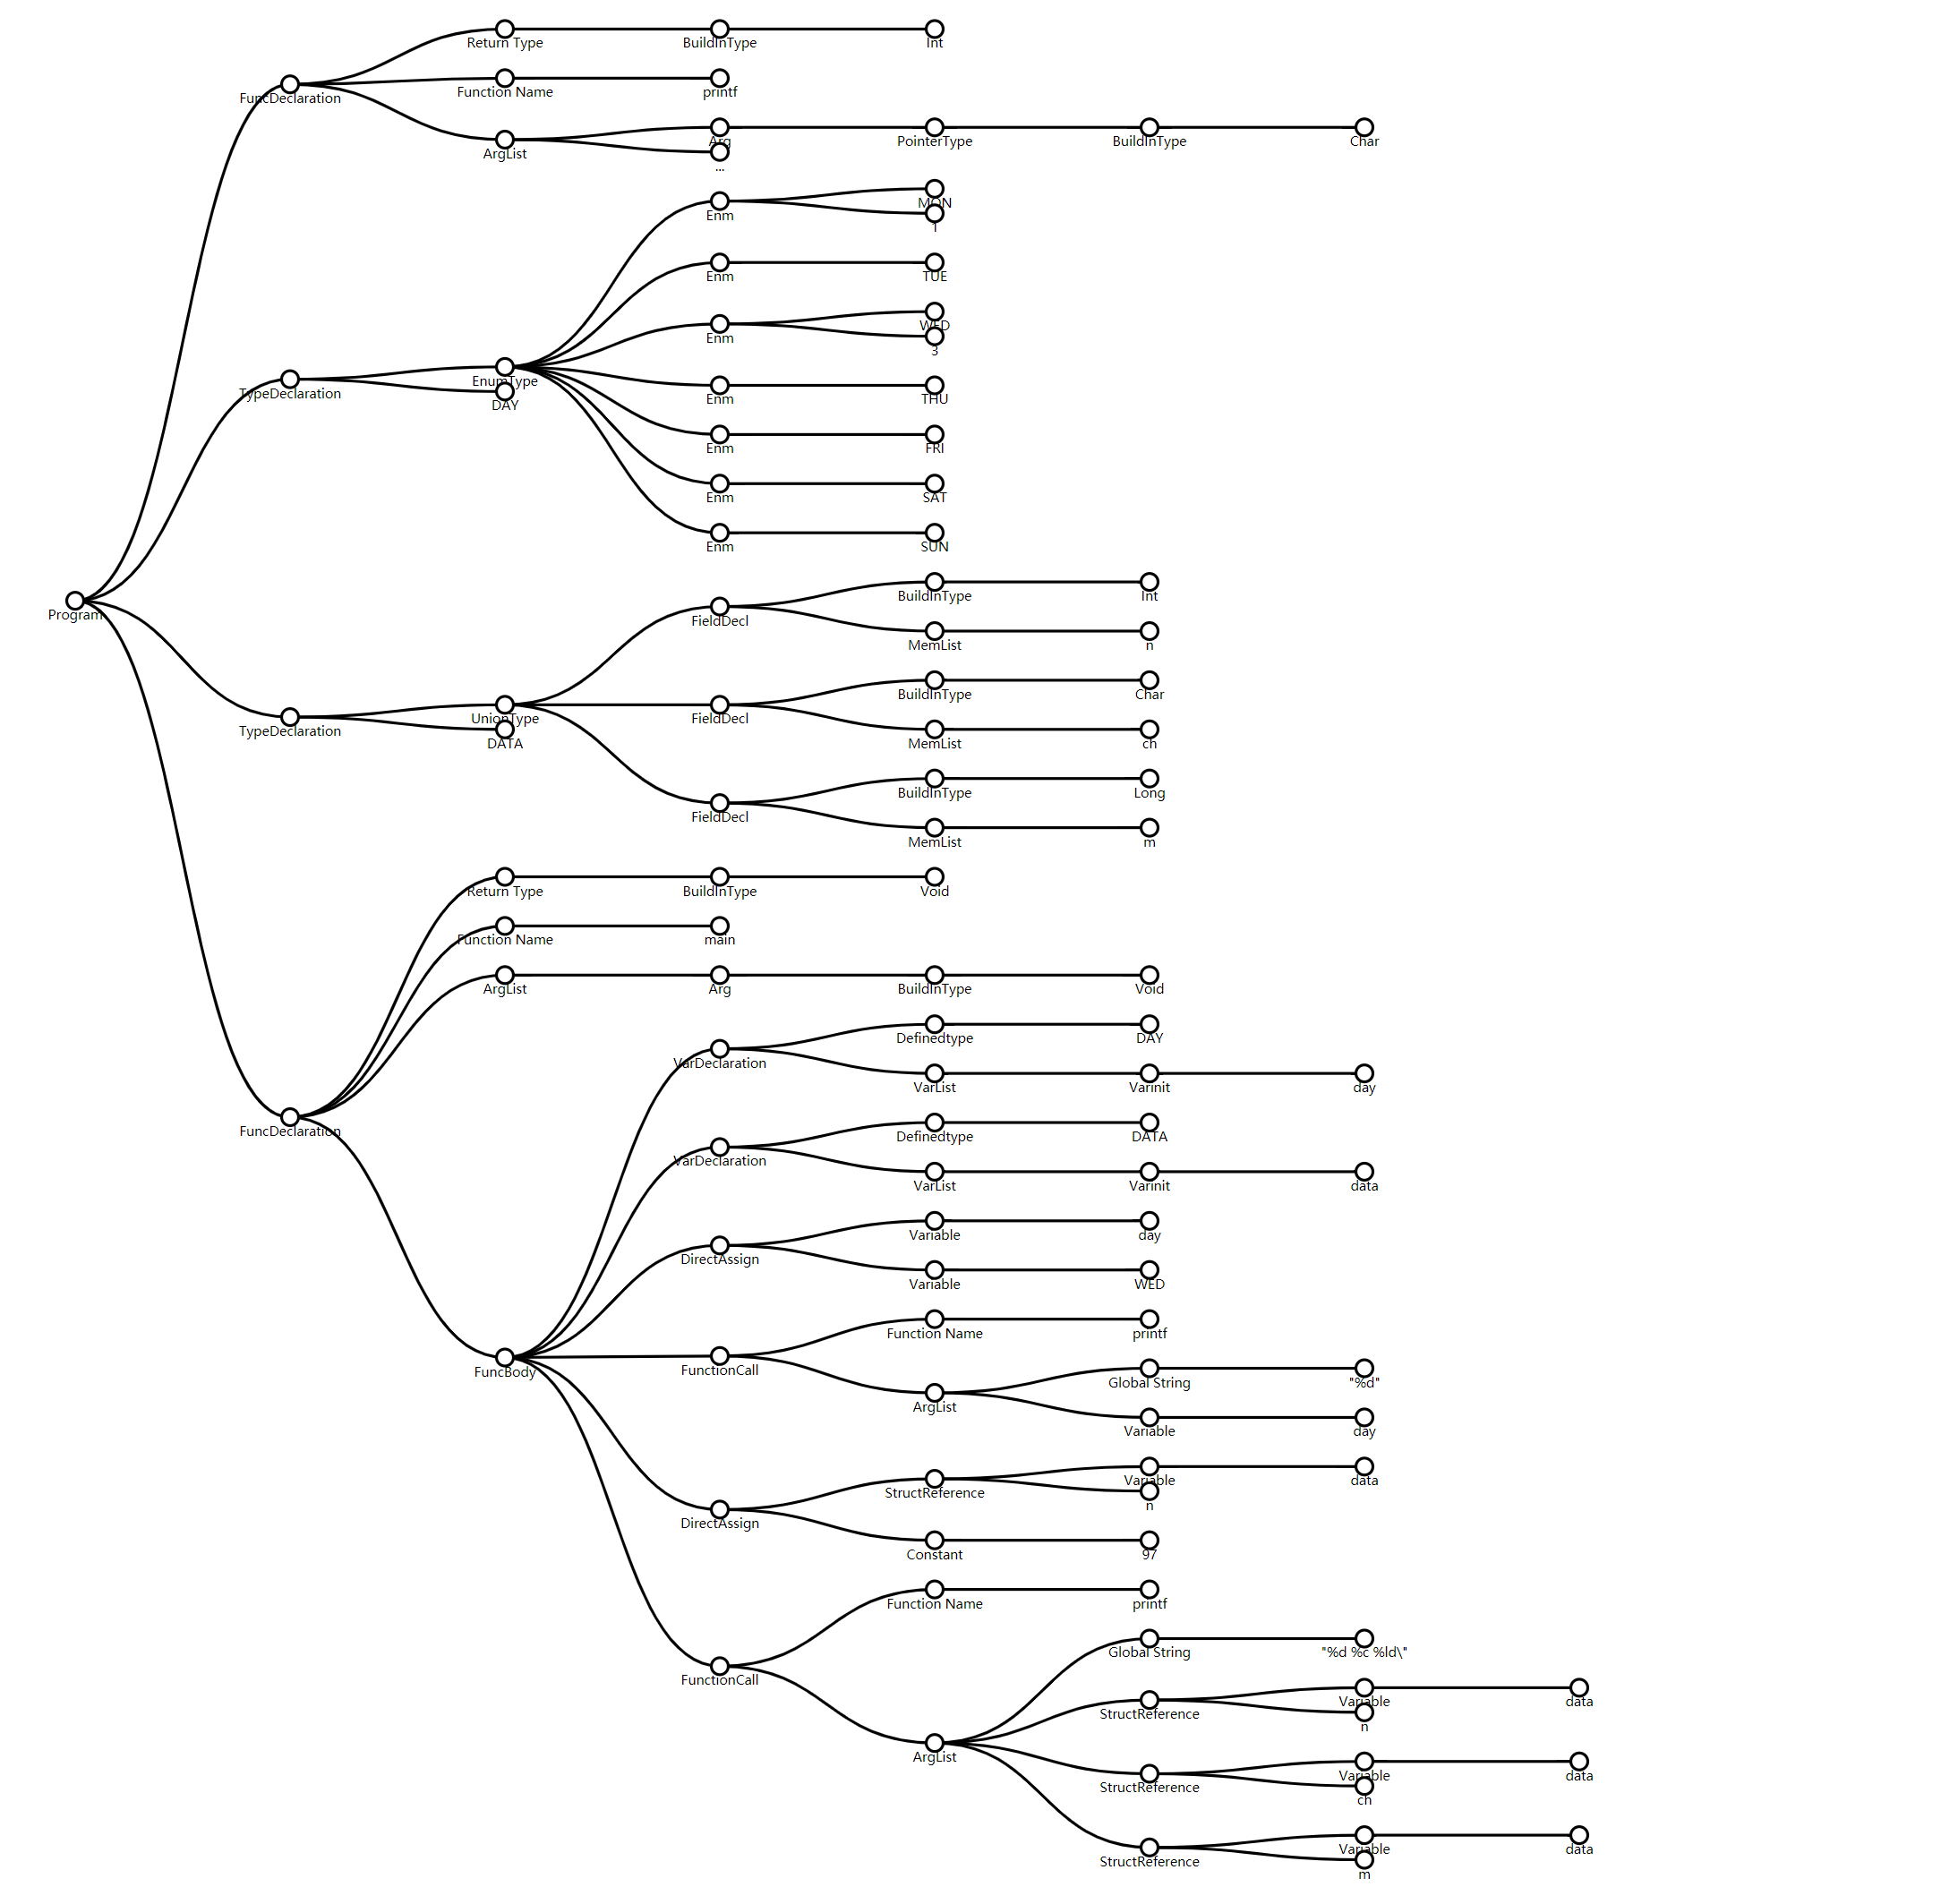 Return Type BuildInType Int
Function Name printf
FuncDeclaration
Arg PointerType BuildInType Char
ArgList
...
MON
Enm
1
Enm TUE
WED
Enm
3
EnumType
TypeDeclaration
Enm THU
DAY
Enm FRI
Enm SAT
Enm SUN
BuildInType Int
Program
FieldDecl
MemList n
BuildInType Char
UnionType FieldDecl
TypeDeclaration
DATA MemList ch
BuildInType Long
FieldDecl
MemList m
Return Type BuildInType Void
Function Name main
ArgList Arg BuildInType Void
Definedtype DAY
VarDeclaration
VarList Varinit day
FuncDeclaration
Definedtype DATA
VarDeclaration
VarList Varinit data
Variable day
DirectAssign
Variable WED
Function Name printf
FuncBody FunctionCall
Global String "%d"
ArgList
Variable day
Variable data
StructReference
n
DirectAssign
Constant 97
Function Name printf
Global String "%d %c %ld\"
FunctionCall
Variable data
StructReference
n
ArgList
Variable data
StructReference
ch
Variable data
StructReference
m